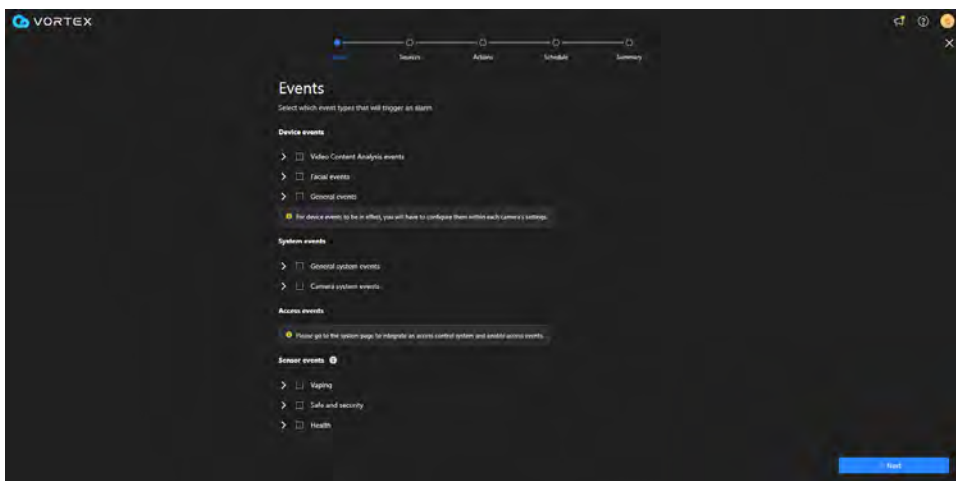 VORTEX
Sources
Actions
Schedule
Summary
Events
Select which event types that will trigger an alarm
Device events
Video Content Analysis events
Facial events
General events
For device events to be in effect, you will have to configure them within each camera's settings.
System events
General system events
Camera system events
Access events
Please go to the system page to integrate an access control system and enable access events.
Sensor events
Vaping
Safe and security
Health
Next